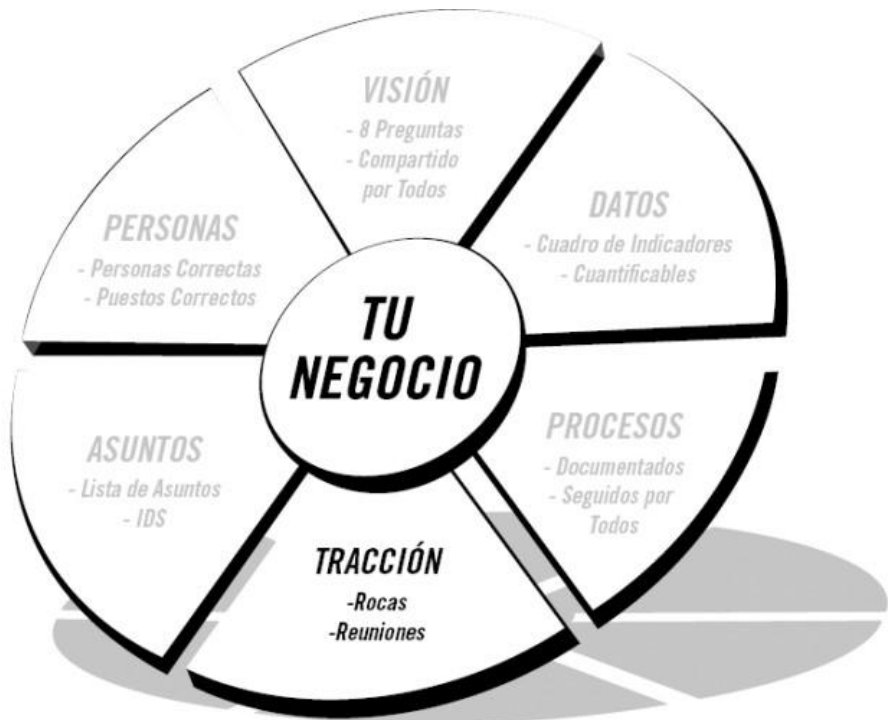 VISIÓN
- 8 Preguntas
- Compartido
por Todos
DATOS
- Cuadro de Indicadores
- Cuantificables
PERSONAS
- Personas Correctas
- Puestos Correctos
TU
NEGOCIO
PROCESOS
- Documentados
- Seguidos por
Todos
ASUNTOS
- Lista de Asuntos
- IDS
TRACCIÓN
-Rocas
-Reuniones